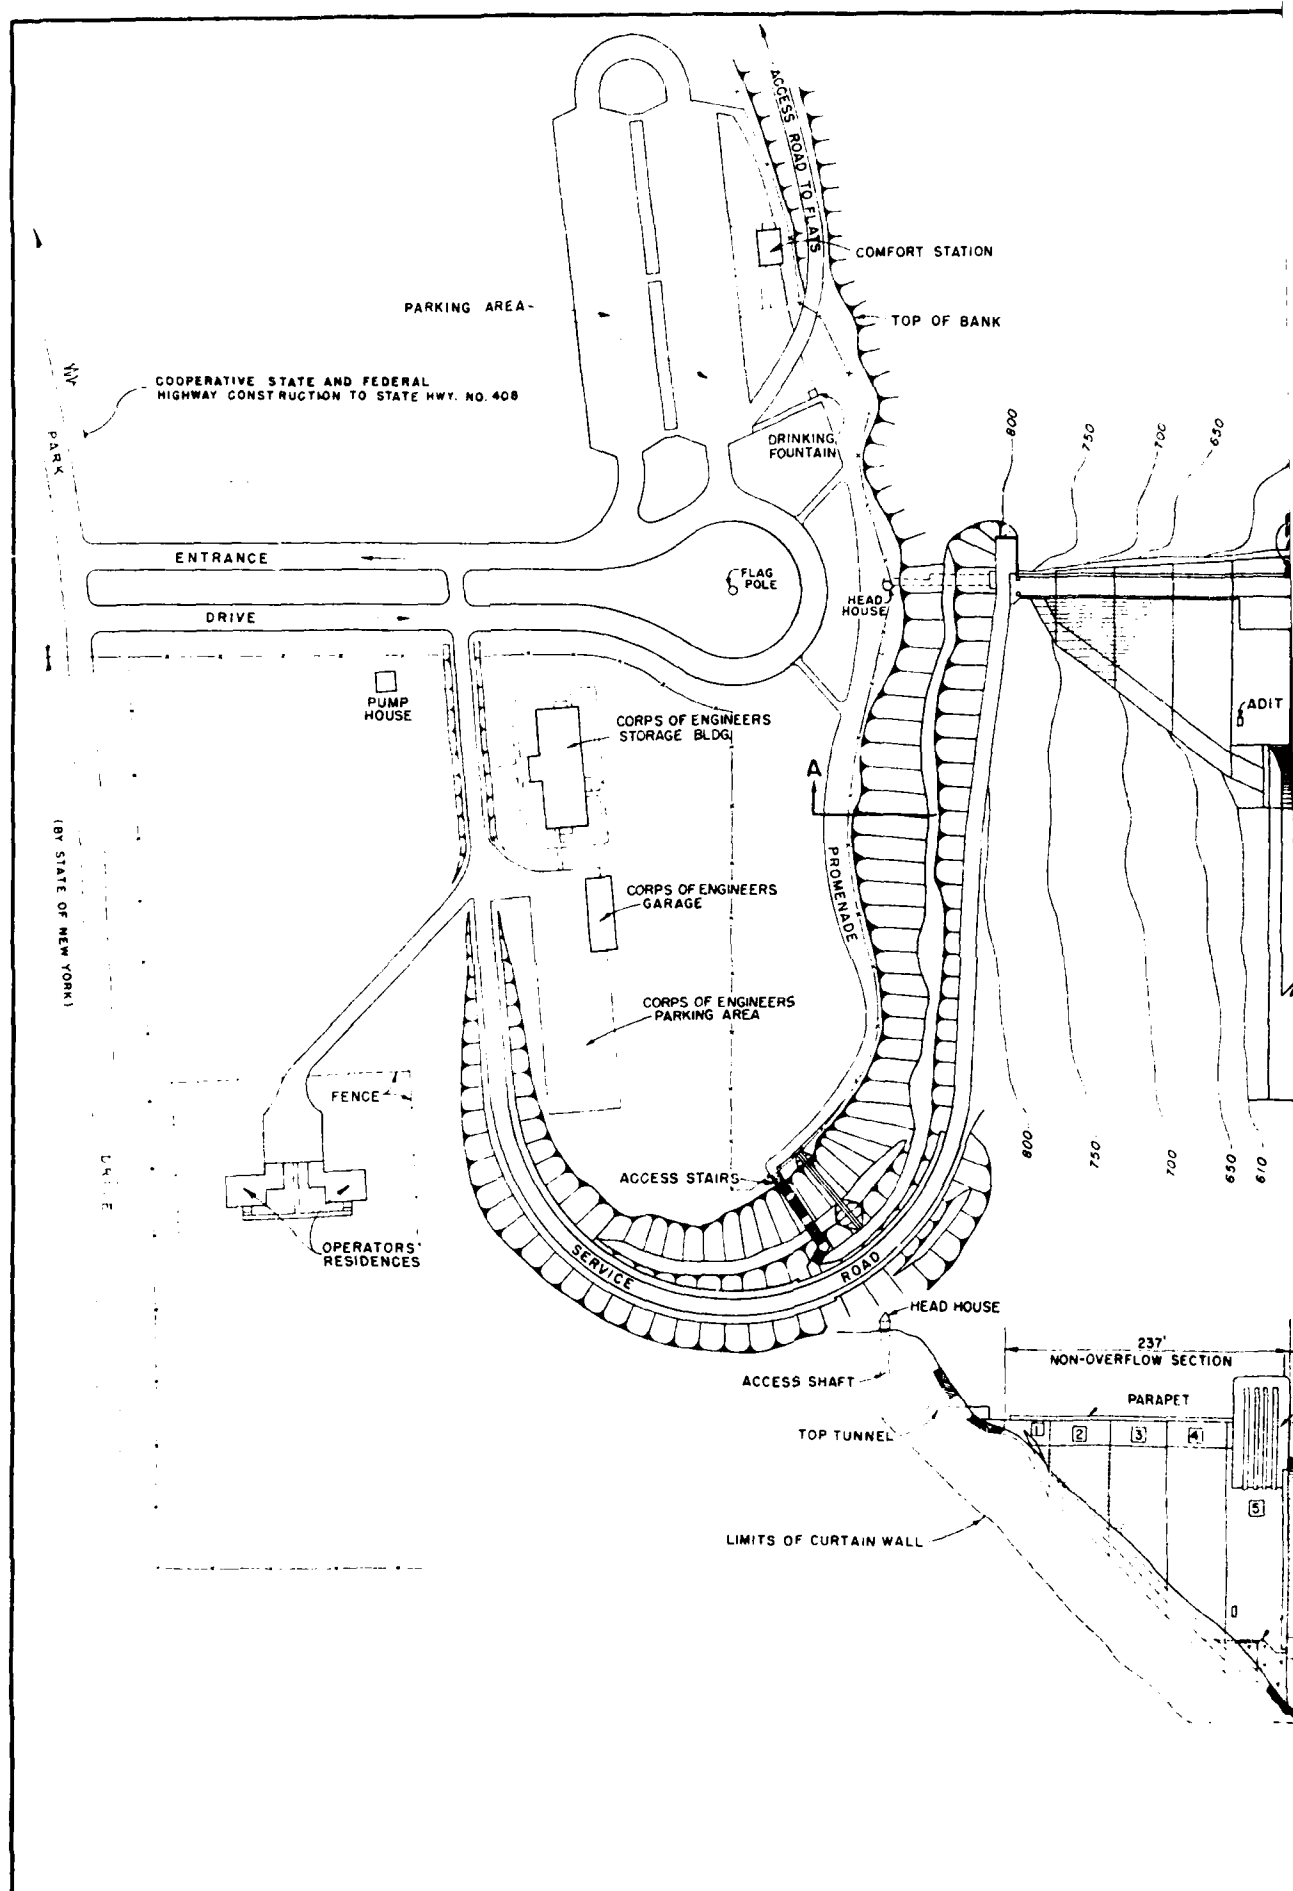 ACCESS ROAD TO FLATS
COMFORT STATION
PARKING AREA
TOP OF BANK
COOPERATIVE STATE AND FEDERAL
HIGHWAY CONSTRUCTION TO STATE HWY. NO. 408
PARK
DRINKING
FOUNTAIN
800
750
700
650
ENTRANCE
FLAG
POLE
HEAD
HOUSE
DRIVE
PUMP
HOUSE
CORPS OF ENGINEERS
STORAGE BLDG.
ADIT
A
(BY STATE OF NEW YORK)
PROMENADE
CORPS OF ENGINEERS
GARAGE
CORPS OF ENGINEERS
PARKING AREA
FENCE
800
750
700
650
610
ACCESS STAIRS
OPERATORS'
RESIDENCES
SERVICE
ROAD
HEAD HOUSE
237'
NON-OVERFLOW SECTION
ACCESS SHAFT
PARAPET
TOP TUNNEL
1
2
3
4
5
LIMITS OF CURTAIN WALL